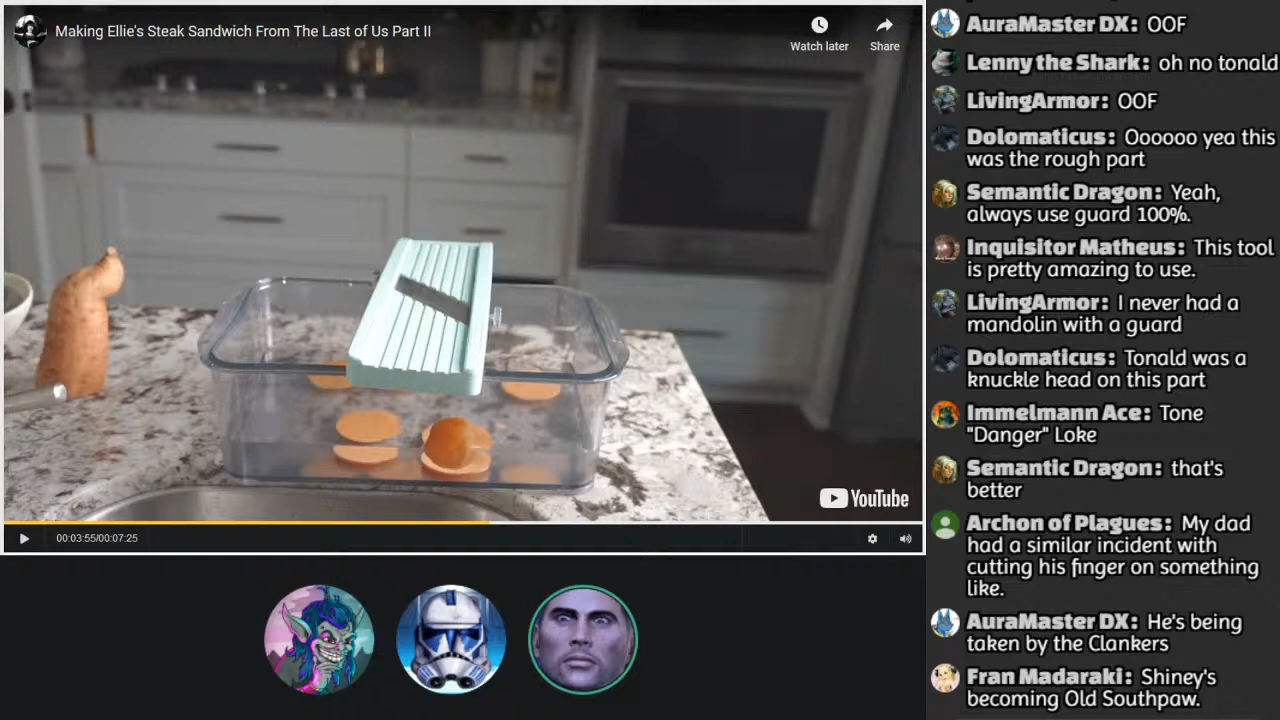 Making Ellie's Steak Sandwich From The Last of Us Part II
Watch later
Share
YouTube
00:03:55/00:07:25
AuraMaster DX: OOF
Lenny the Shark: oh no tonald
LivingArmor: OOF
Dolomaticus: Oooooo yea this
was the rough part
Semantic Dragon: Yeah,
always use guard 100%.
Inquisitor Matheus: This tool
is pretty amazing to use.
LivingArmor: I never had a
mandolin with a guard
Dolomaticus: Tonald was a
knuckle head on this part
Immelmann Ace: Tone
"Danger" Loke
Semantic Dragon: that's
better
Archon of Plagues: My dad
had a similar incident with
cutting his finger on something
like.
AuraMaster DX: He's being
taken by the Clankers
Fran Madaraki: Shiney's
becoming Old Southpaw.